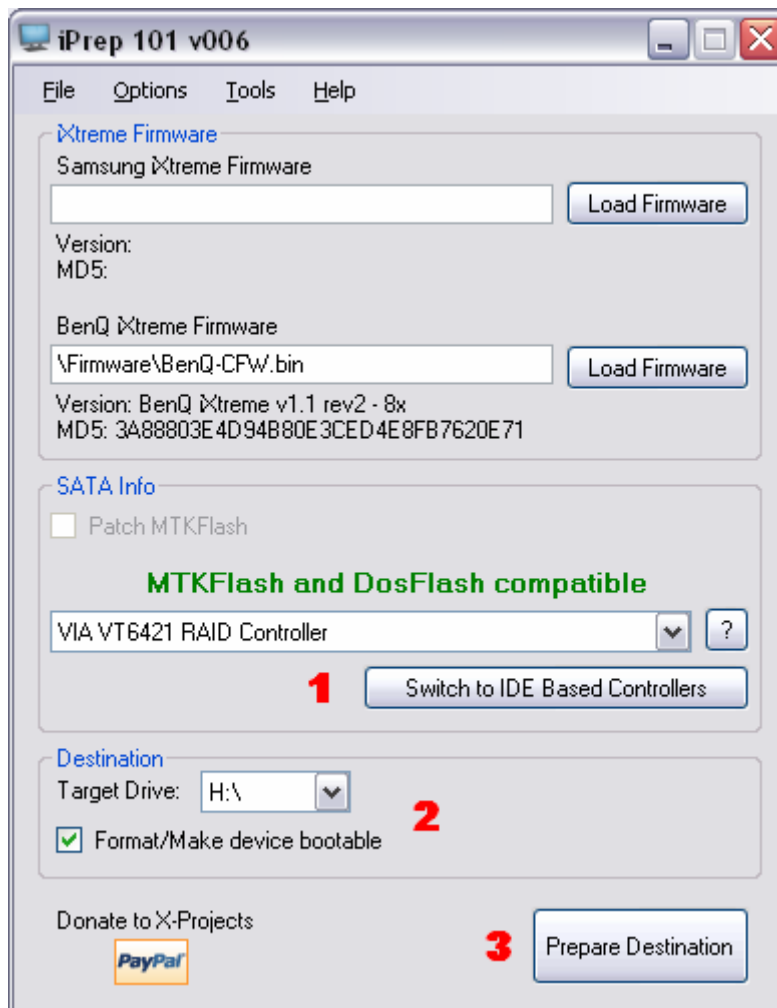 iPrep 101 v006
File Options Tools Help
iXtreme Firmware
Samsung iXtreme Firmware
Load Firmware
Version:
MD5:
BenQ iXtreme Firmware
\Firmware\BenQ-CFW.bin
Load Firmware
Version: BenQ iXtreme v1.1 rev2 - 8x
MD5: 3A88803E4D94B80E3CED4E8FB7620E71
SATA Info
Patch MTKFlash
MTKFlash and DosFlash compatible
VIA VT6421 RAID Controller ?
1 Switch to IDE Based Controllers
Destination
Target Drive: H:\
2
Format/Make device bootable
Donate to X-Projects
PayPal
3 Prepare Destination